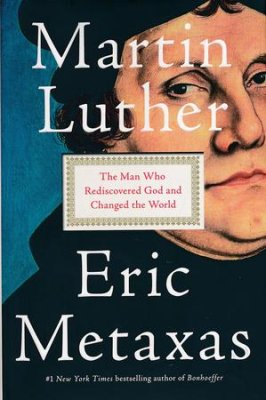 Martin
Luther
The Man Who
Rediscovered God and
Changed the World
Eric
Metaxas
#1 New York Times bestselling author of Bonhoeffer